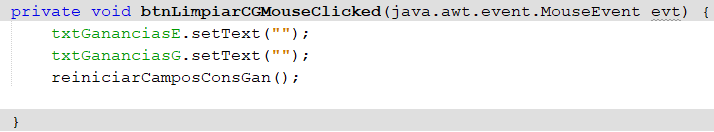 private void btnLimpiarCGMouseClicked(java.awt.event.MouseEvent evt) {
txtGananciasE.setText("");
txtGananciasG.setText("");
reiniciarCamposConsGan();
}